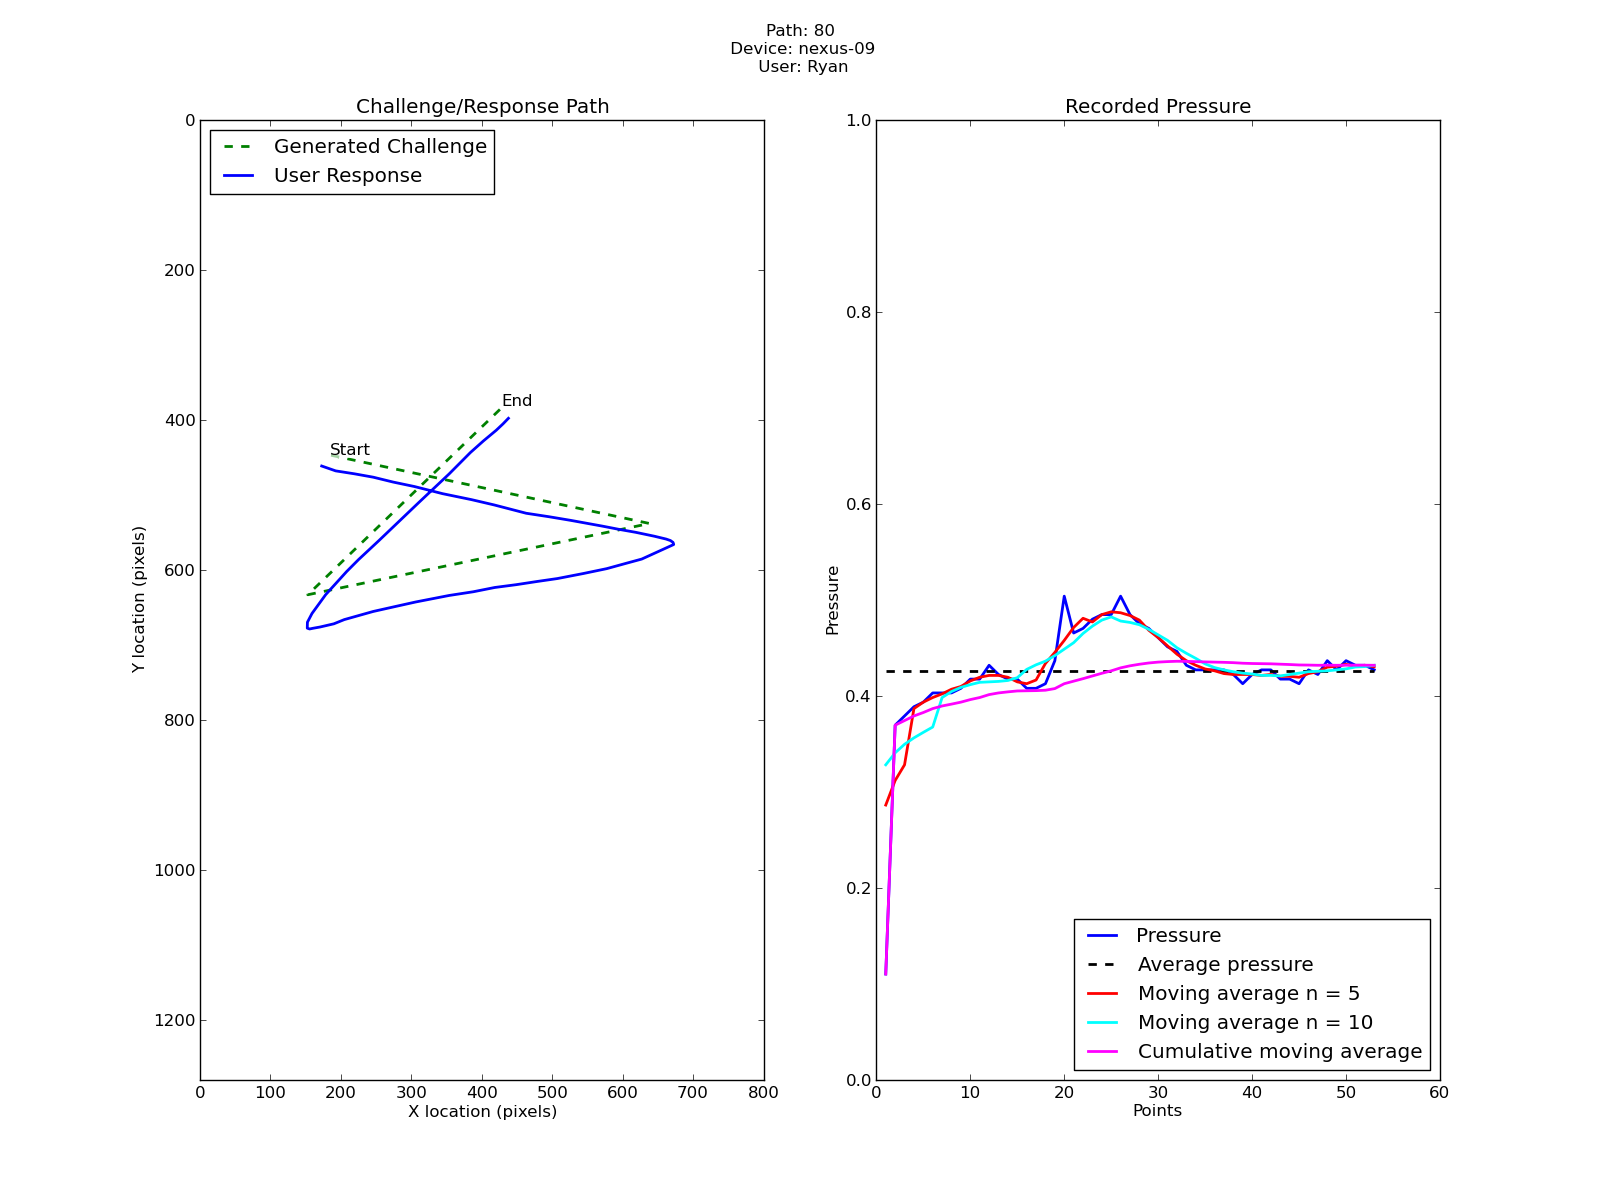 Path: 80
Device: nexus-09
User: Ryan
Challenge/Response Path
Generated Challenge
User Response
End
Start
0
200
400
600
800
1000
1200
Y location (pixels)
0 100 200 300 400 500 600 700 800
X location (pixels)
Recorded Pressure
1.0
0.8
0.6
0.4
0.2
0.0
Pressure
Pressure
Average pressure
Moving average n = 5
Moving average n = 10
Cumulative moving average
0 10 20 30 40 50 60
Points